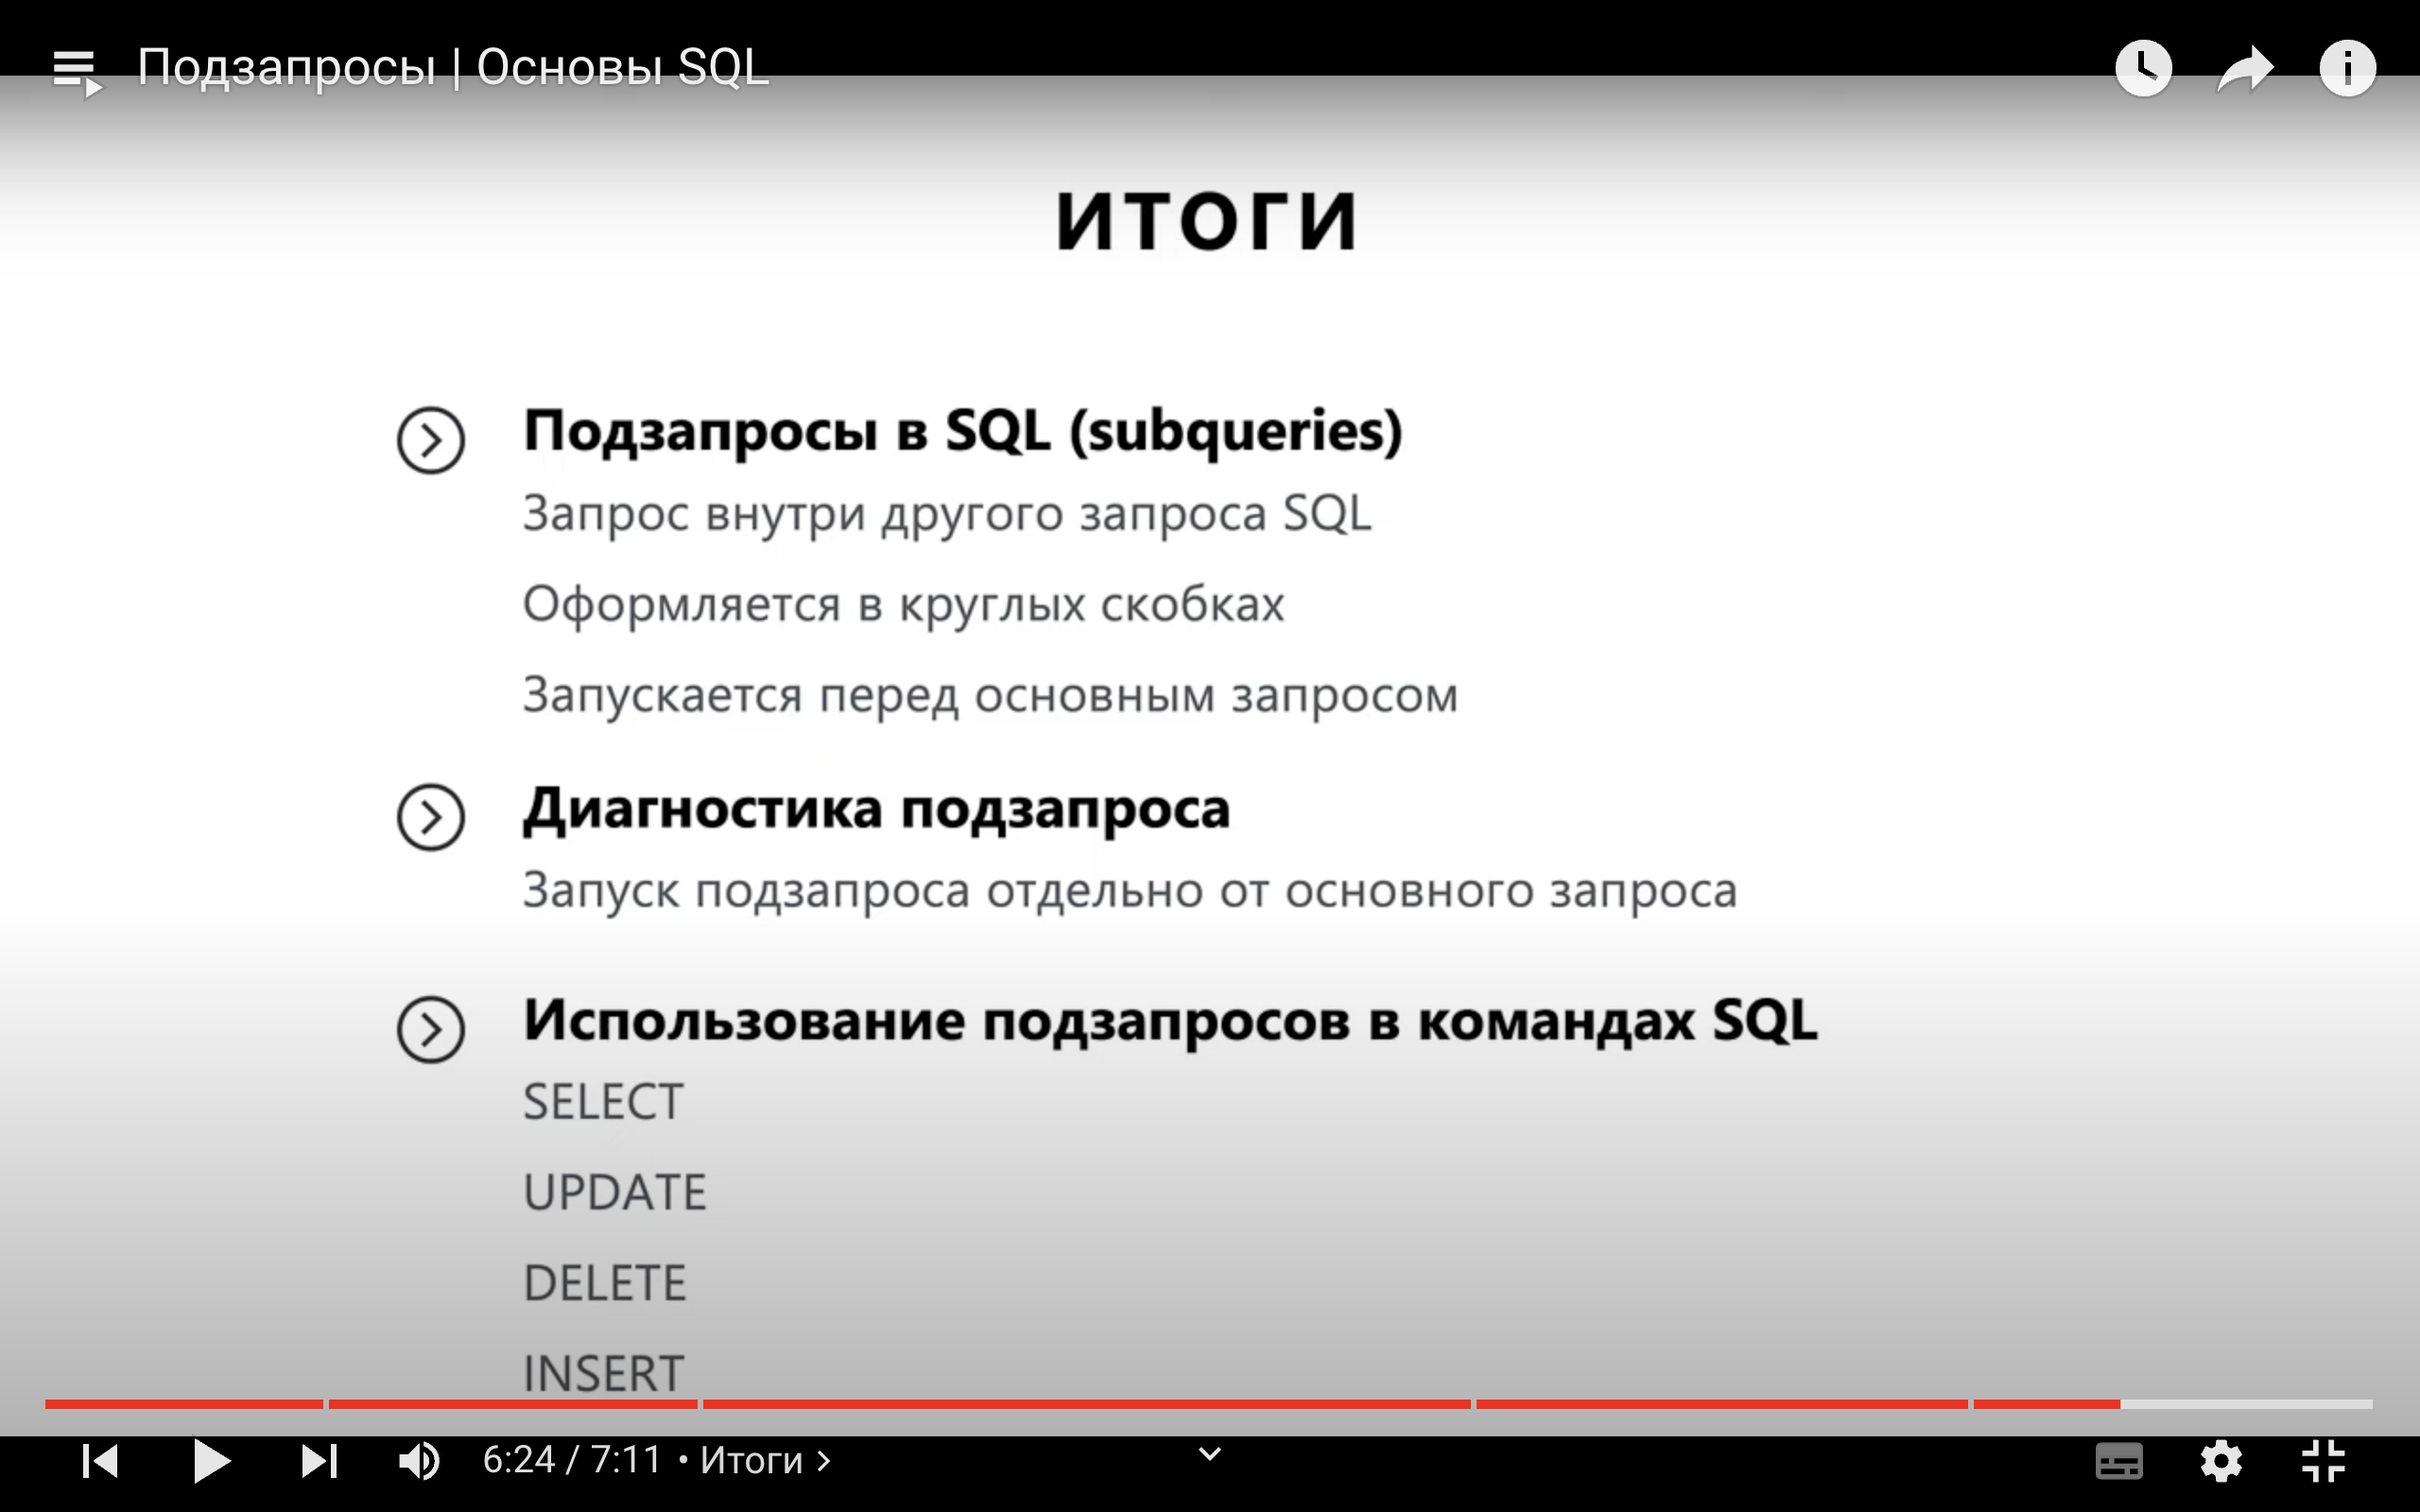 Подзапросы | Основы SQL
ИТОГИ
Подзапросы в SQL (subqueries)
Запрос внутри другого запроса SQL
Оформляется в круглых скобках
Запускается перед основным запросом
Диагностика подзапроса
Запуск подзапроса отдельно от основного запроса
Использование подзапросов в командах SQL
SELECT
UPDATE
DELETE
INSERT
6:24 / 7:11 • Итоги